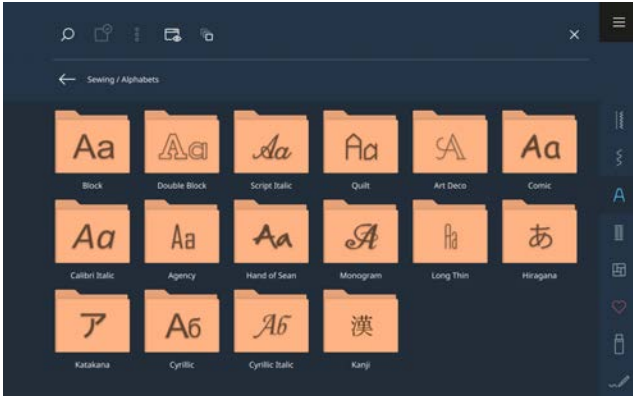 Sewing / Alphabets
Aa Aa Aa Aa A Aa
Block Double Block Script Italic Quilt Art Deco Comic
Aa Aa Aa A Aa あ
Calibri Italic Agency Hand of Sean Monogram Long Thin Hiragana
ア Аб Аб 漢
Katakana Cyrillic Cyrillic Italic Kanji
A